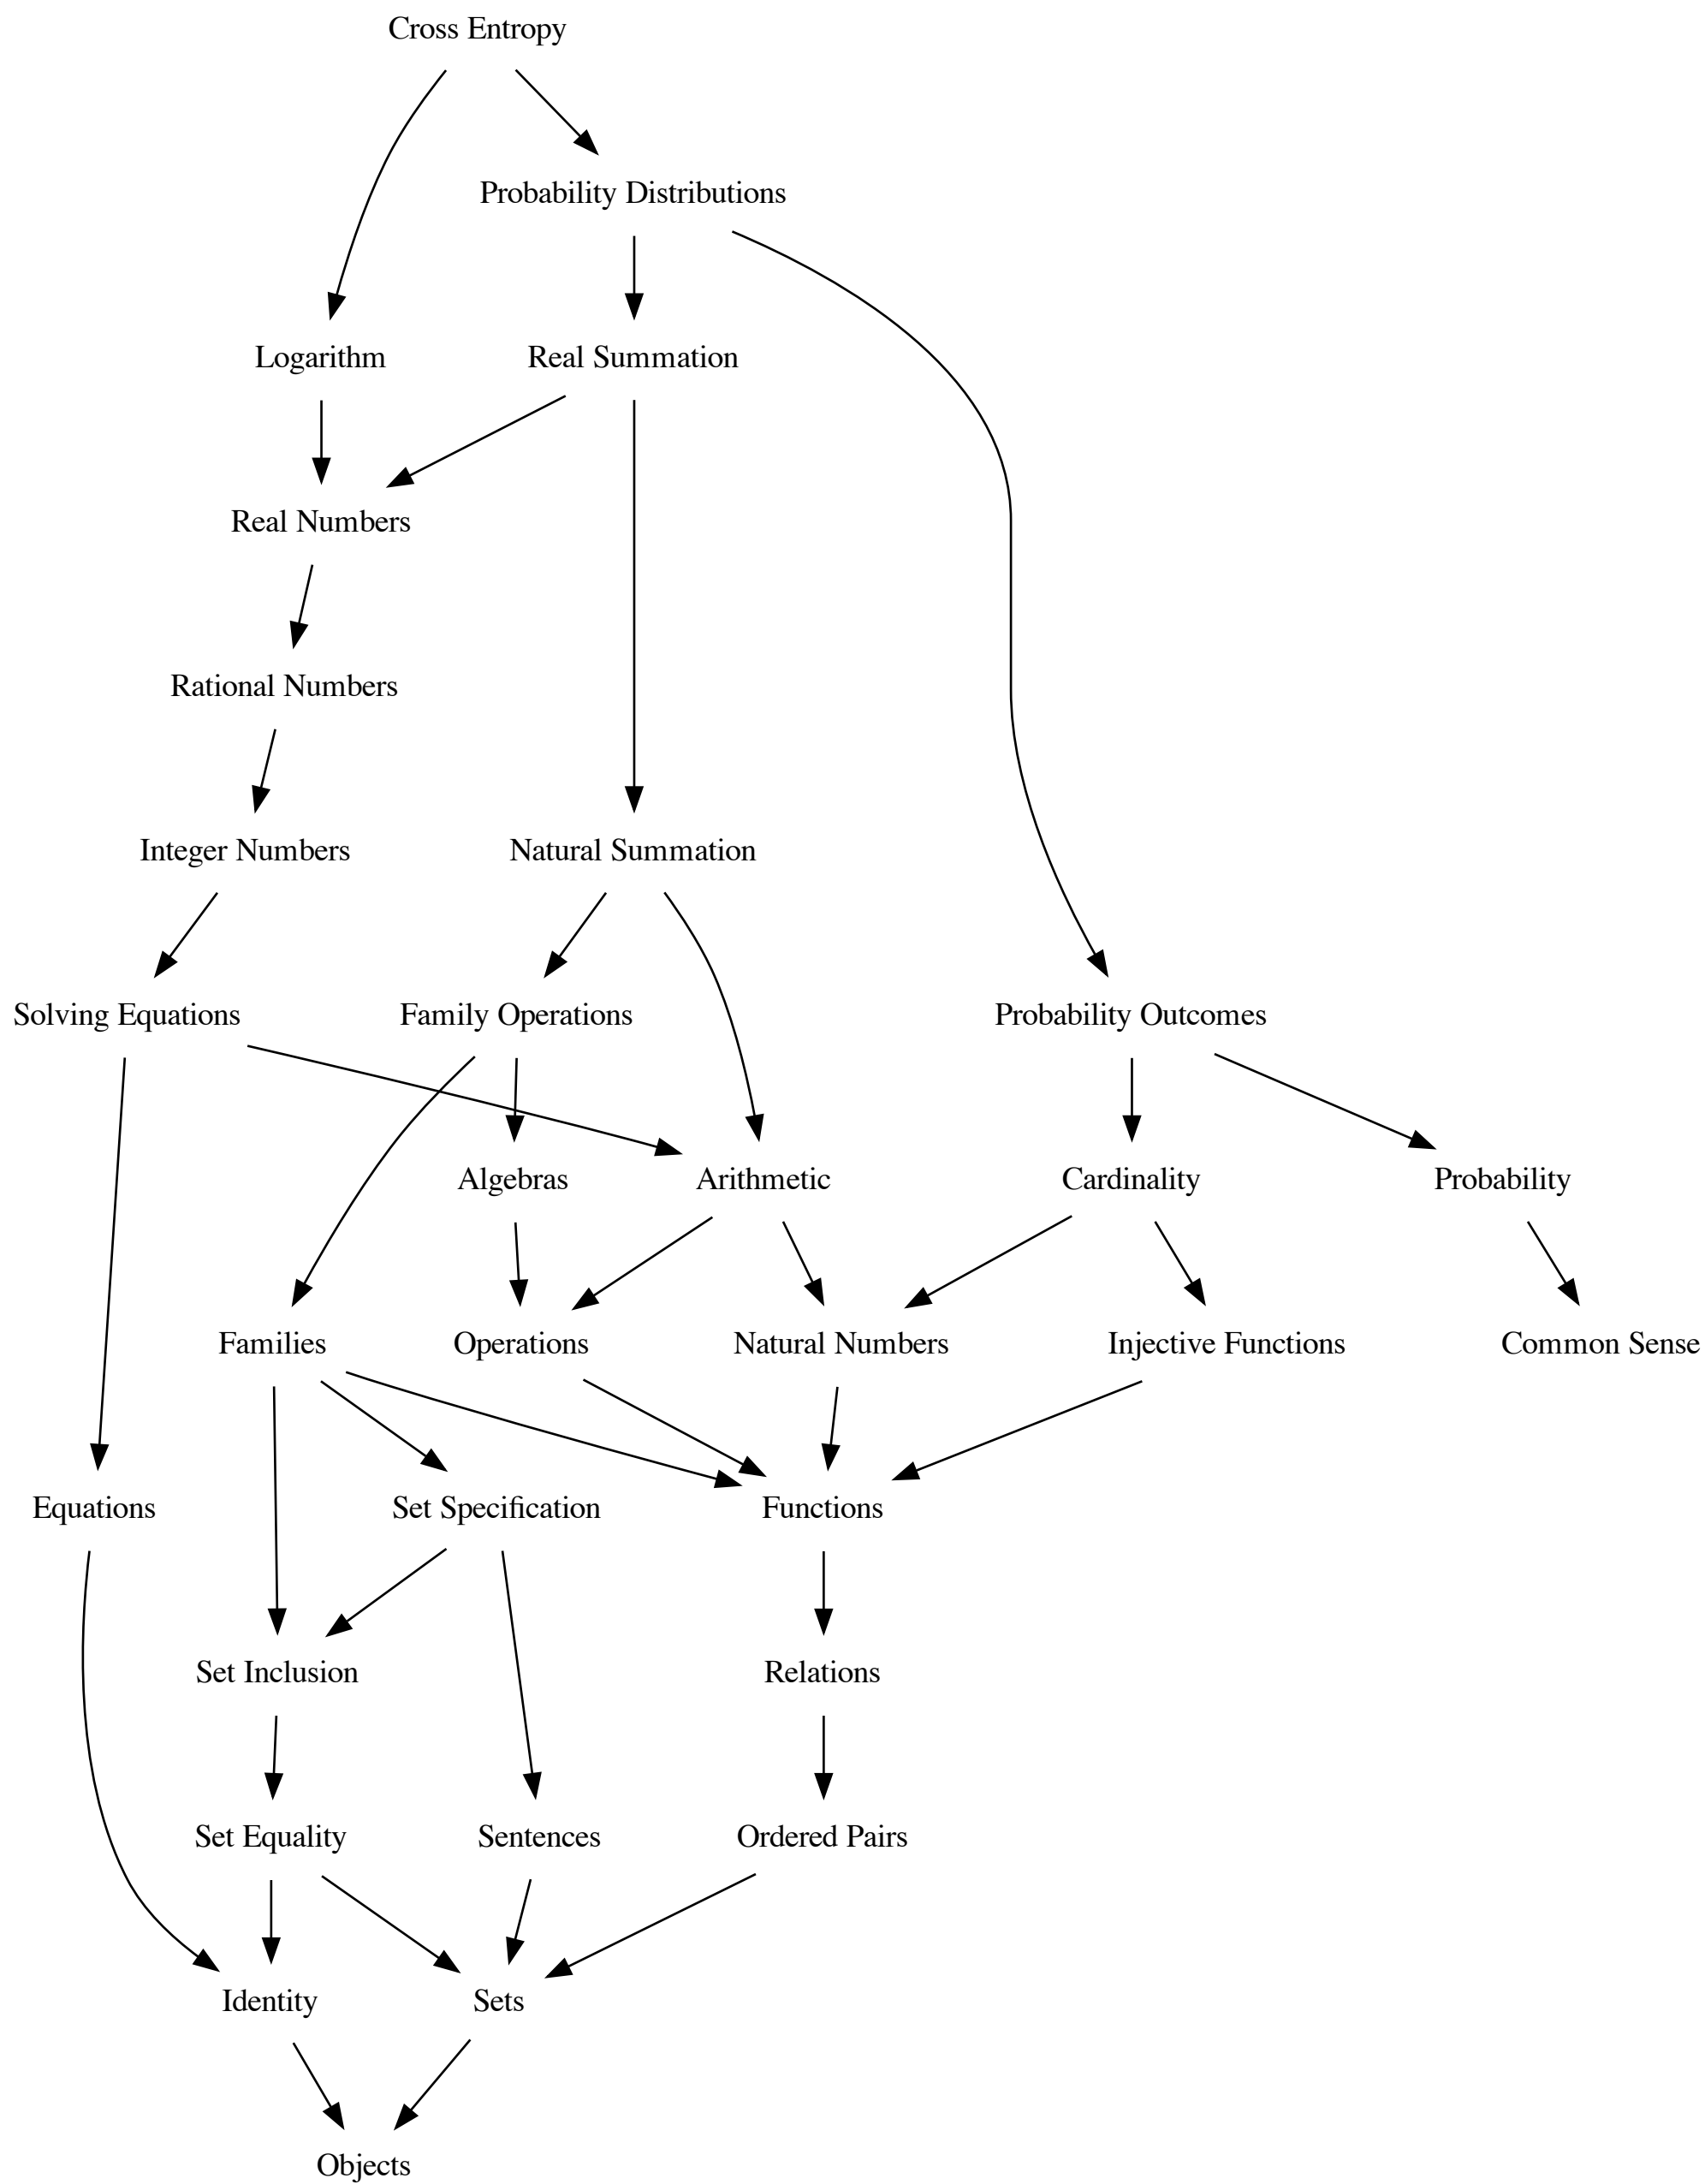 Cross Entropy
Probability Distributions
Logarithm
Real Summation
Real Numbers
Rational Numbers
Integer Numbers
Natural Summation
Solving Equations
Family Operations
Probability Outcomes
Algebras
Arithmetic
Cardinality
Probability
Families
Operations
Natural Numbers
Injective Functions
Common Sense
Equations
Set Specification
Functions
Set Inclusion
Relations
Set Equality
Sentences
Ordered Pairs
Identity
Sets
Objects